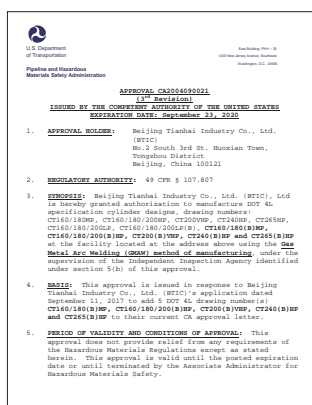 U.S. Department
of Transportation
Pipeline and Hazardous
Materials Safety Administration
East Building, PHH – 30
1200 New Jersey Avenue, Southeast
Washington, D.C. 20590
APPROVAL CA2004090021
(3rd Revision)
ISSUED BY THE COMPETENT AUTHORITY OF THE UNITED STATES
EXPIRATION DATE: September 23, 2020
1. APPROVAL HOLDER: Beijing Tianhai Industry Co., Ltd.
(BTIC)
No.2 South 3rd St. Huoxian Town,
Tongzhou District
Beijing, China 100121
2. REGULATORY AUTHORITY: 49 CFR § 107.807
3. SYNOPSIS: Beijing Tianhai Industry Co., Ltd. (BTIC), Ltd
is hereby granted authorization to manufacture DOT 4L
specification cylinder designs, drawing numbers:
CT160/180MP, CT160/180/200HP, CT200VHP, CT240HP, CT265HP,
CT160/180/200LP, CT160/180/200LP(B), CT160/180(B)MP,
CT160/180/200(B)HP, CT200(B)VHP, CT240(B)HP and CT265(B)HP
at the facility located at the address above using the Gas
Metal Arc Welding (GMAW) method of manufacturing, under the
supervision of the Independent Inspection Agency identified
under section 5(b) of this approval.
4. BASIS: This approval is issued in response to Beijing
Tianhai Industry Co., Ltd. (BTIC)'s application dated
September 11, 2017 to add 5 DOT 4L drawing number(s)
CT160/180(B)MP, CT160/180/200(B)HP, CT200(B)VHP, CT240(B)HP
and CT265(B)HP to their current CA approval letter.
5. PERIOD OF VALIDITY AND CONDITIONS OF APPROVAL: This
approval does not provide relief from any requirements of
the Hazardous Materials Regulations except as stated
herein. This approval is valid until the posted expiration
date or until terminated by the Associate Administrator for
Hazardous Materials Safety.